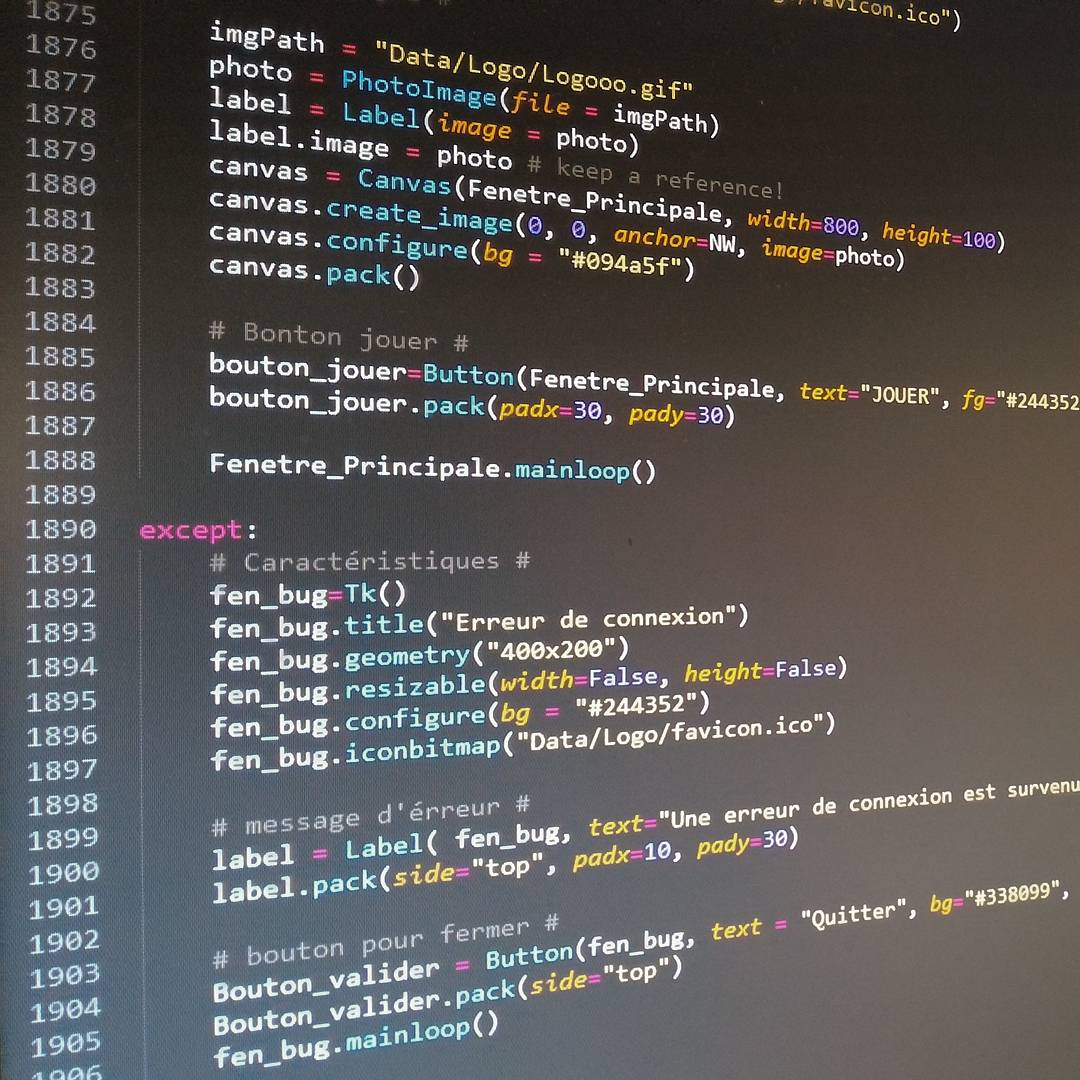 favicon.ico")
1875 imgPath = "Data/Logo/Logooo.gif"
1876 photo = PhotoImage(file = imgPath)
1877 label = Label(image = photo)
1878 label.image = photo # keep a reference!
1879 canvas = Canvas(Fenetre_Principale, width=800, height=100)
1880 canvas.create_image(0, 0, anchor=NW, image=photo)
1881 canvas.configure(bg = "#094a5f")
1882 canvas.pack()
1883
1884 # Bonton jouer #
1885 bouton_jouer=Button(Fenetre_Principale, text="JOUER", fg="#244352
1886 bouton_jouer.pack(padx=30, pady=30)
1887
1888 Fenetre_Principale.mainloop()
1889
1890 except:
1891 # Caractéristiques #
1892 fen_bug=Tk()
1893 fen_bug.title("Erreur de connexion")
1894 fen_bug.geometry("400x200")
1895 fen_bug.resizable(width=False, height=False)
1896 fen_bug.configure(bg = "#244352")
1897 fen_bug.iconbitmap("Data/Logo/favicon.ico")
1898
1899 # message d'érreur #
1900 label = Label( fen_bug, text="Une erreur de connexion est survenu
1901 label.pack(side="top", padx=10, pady=30)
1902
1903 # bouton pour fermer #
1904 Bouton_valider = Button(fen_bug, text = "Quitter", bg="#338099",
1905 Bouton_valider.pack(side="top")
1906 fen_bug.mainloop()